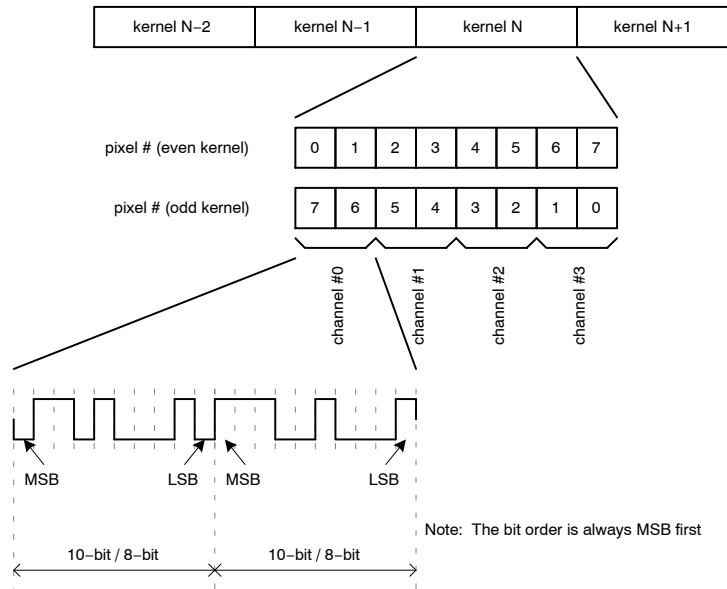 kernel N−2 kernel N−1 kernel N kernel N+1
pixel # (even kernel) 0 1 2 3 4 5 6 7
pixel # (odd kernel) 7 6 5 4 3 2 1 0
channel #0 channel #1 channel #2 channel #3
MSB LSB MSB LSB
Note: The bit order is always MSB first
10−bit / 8−bit 10−bit / 8−bit